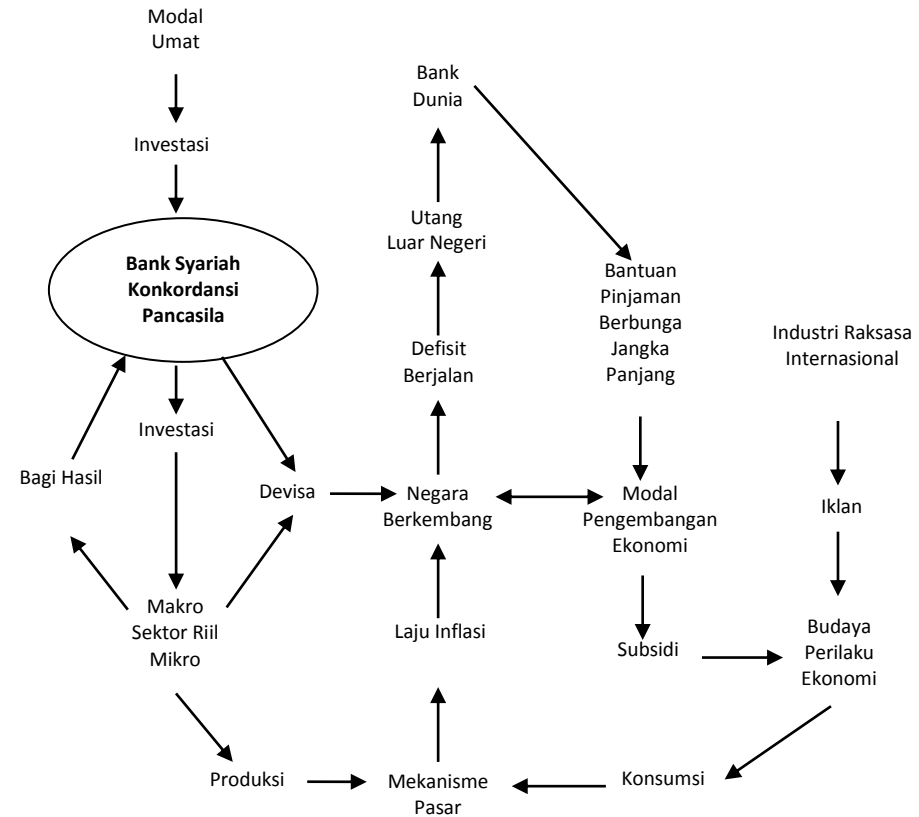 Modal
Umat
Bank
Dunia
Investasi
Utang
Luar Negeri
Bank Syariah
Konkordansi
Pancasila
Bantuan
Pinjaman
Berbunga
Jangka
Panjang
Industri Raksasa
Internasional
Defisit
Berjalan
Investasi
Bagi Hasil
Devisa
Negara
Berkembang
Modal
Pengembangan
Ekonomi
Iklan
Makro
Sektor Riil
Mikro
Laju Inflasi
Subsidi
Budaya
Perilaku
Ekonomi
Produksi
Mekanisme
Pasar
Konsumsi